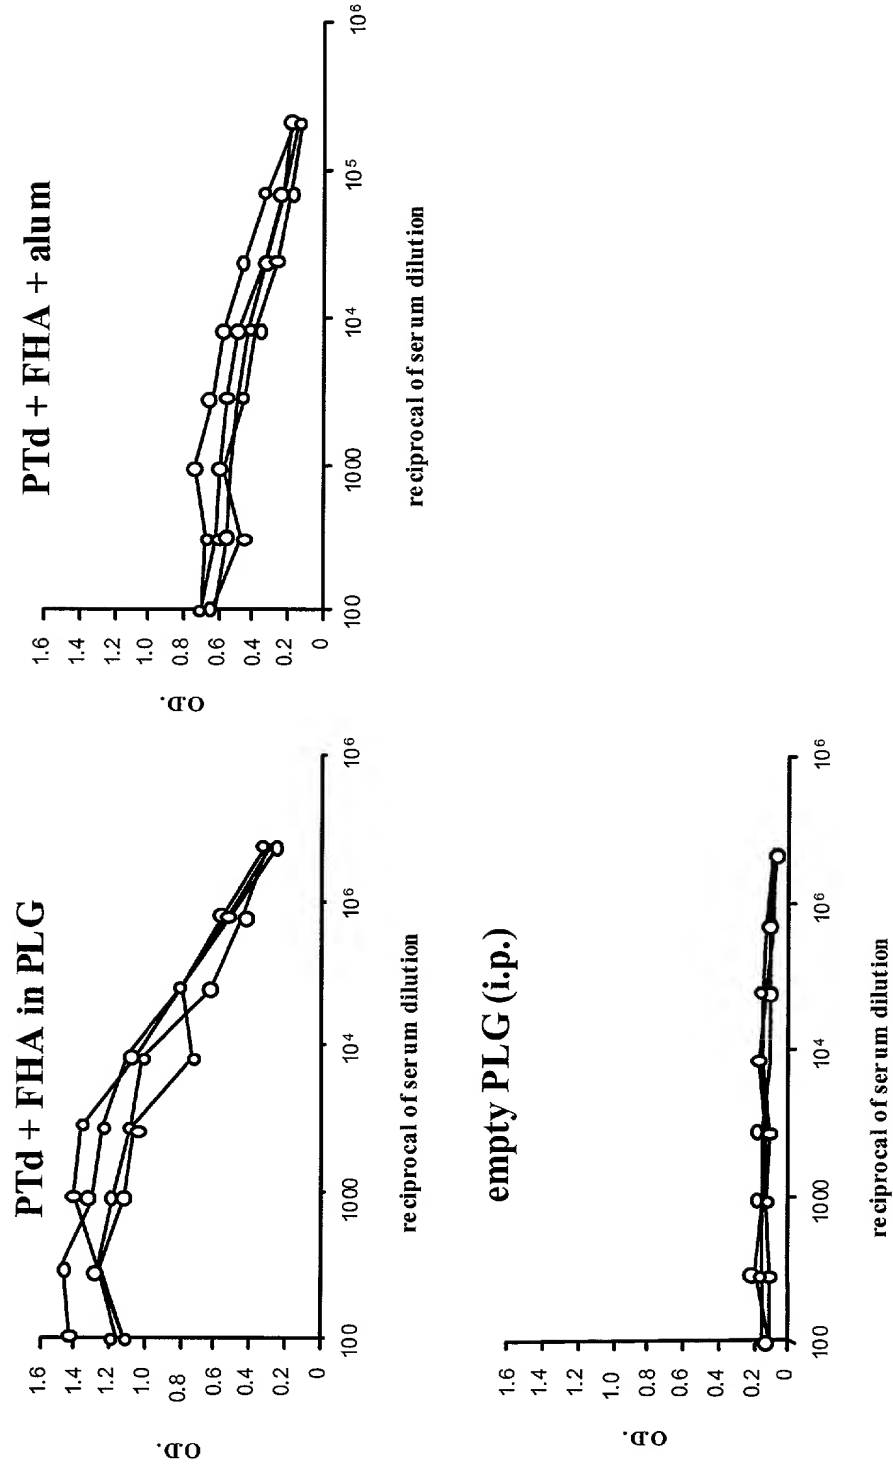 PTd + FHA in PLG
O.D.
1.6
1.4
1.2
1.0
0.8
0.6
0.4
0.2
0
100 1000 10⁴ 10⁶ 10⁶
reciprocal of serum dilution
PTd + FHA + alum
O.D.
1.6
1.4
1.2
1.0
0.8
0.6
0.4
0.2
0
100 1000 10⁴ 10⁵ 10⁶
reciprocal of serum dilution
empty PLG (i.p.)
O.D.
1.6
1.4
1.2
1.0
0.8
0.6
0.4
0.2
0
100 1000 10⁴ 10⁶ 10⁶
reciprocal of serum dilution